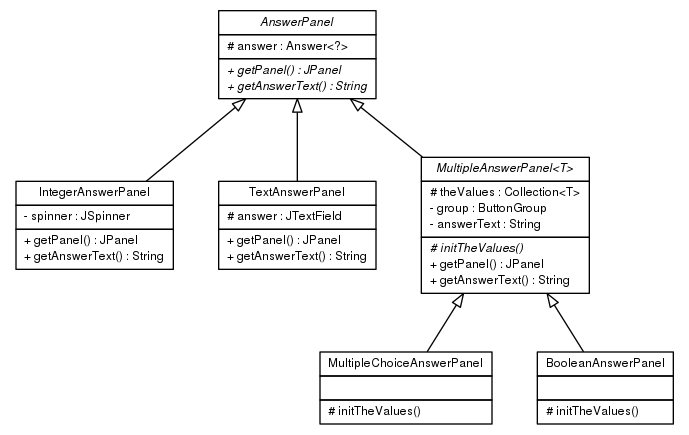 AnswerPanel
# answer : Answer<?>
+ getPanel() : JPanel
+ getAnswerText() : String
IntegerAnswerPanel
- spinner : JSpinner
+ getPanel() : JPanel
+ getAnswerText() : String
TextAnswerPanel
# answer : JTextField
+ getPanel() : JPanel
+ getAnswerText() : String
MultipleAnswerPanel<T>
# theValues : Collection<T>
- group : ButtonGroup
- answerText : String
# initTheValues()
+ getPanel() : JPanel
+ getAnswerText() : String
MultipleChoiceAnswerPanel
# initTheValues()
BooleanAnswerPanel
# initTheValues()